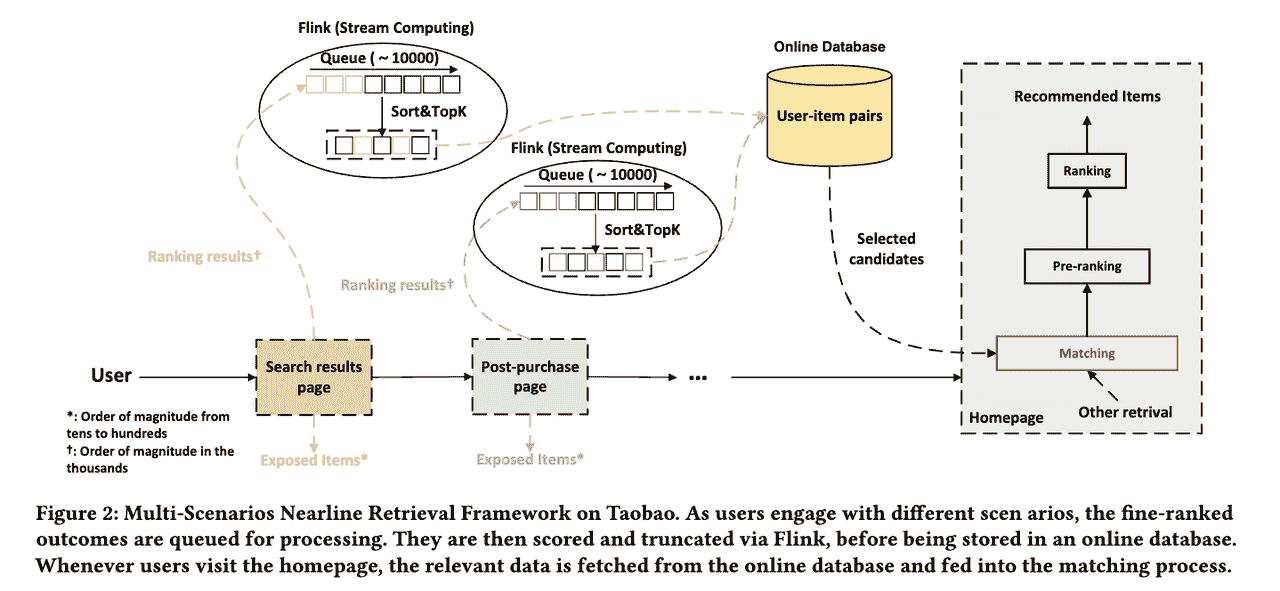 Flink (Stream Computing)
Queue ( ~ 10000)
Sort&TopK
Online Database
User-item pairs
Flink (Stream Computing)
Queue ( ~ 10000)
Sort&TopK
Ranking results†
Ranking results†
Selected
candidates
Recommended Items
Ranking
Pre-ranking
Matching
Homepage
Other retrival
User
Search results
page
Post-purchase
page
...
*: Order of magnitude from
tens to hundreds
†: Order of magnitude in the
thousands
Exposed Items*
Exposed Items*
Figure 2: Multi-Scenarios Nearline Retrieval Framework on Taobao. As users engage with different scen arios, the fine-ranked
outcomes are queued for processing. They are then scored and truncated via Flink, before being stored in an online database.
Whenever users visit the homepage, the relevant data is fetched from the online database and fed into the matching process.